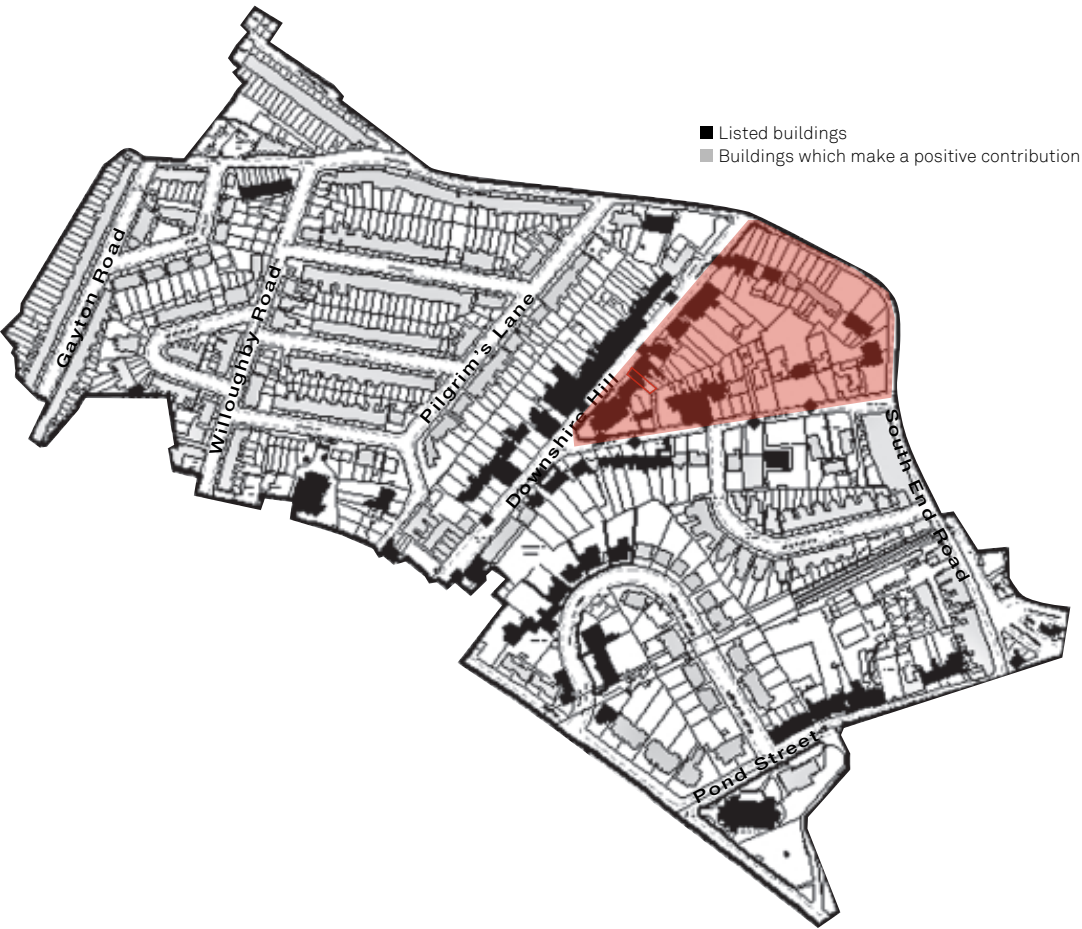 Listed buildings
Buildings which make a positive contribution
Gayton Road
Willoughby Road
Pilgrim's Lane
Downshire Hill
South End Road
Pond Street